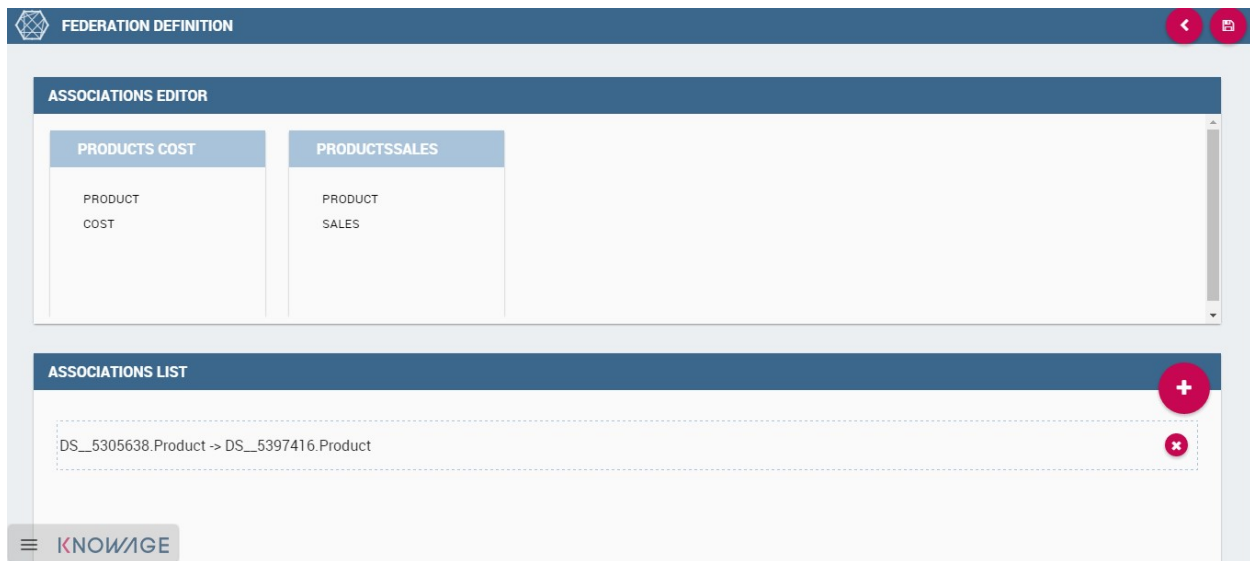 FEDERATION DEFINITION
ASSOCIATIONS EDITOR
PRODUCTS COST
PRODUCTSSALES
PRODUCT
COST
PRODUCT
SALES
ASSOCIATIONS LIST
DS__5305638.Product -> DS__5397416.Product
KNOWAGE